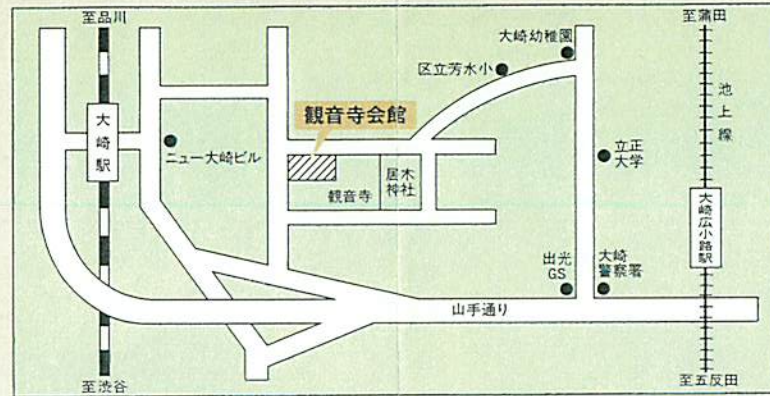 至品川
至蒲田
大崎幼稚園
区立芳水小
池上線
観音寺会館
大崎駅
ニュー大崎ビル
立正
大学
居木
神社
観音寺
大崎広小路駅
出光
GS
大崎
警察署
山手通り
至渋谷
至五反田